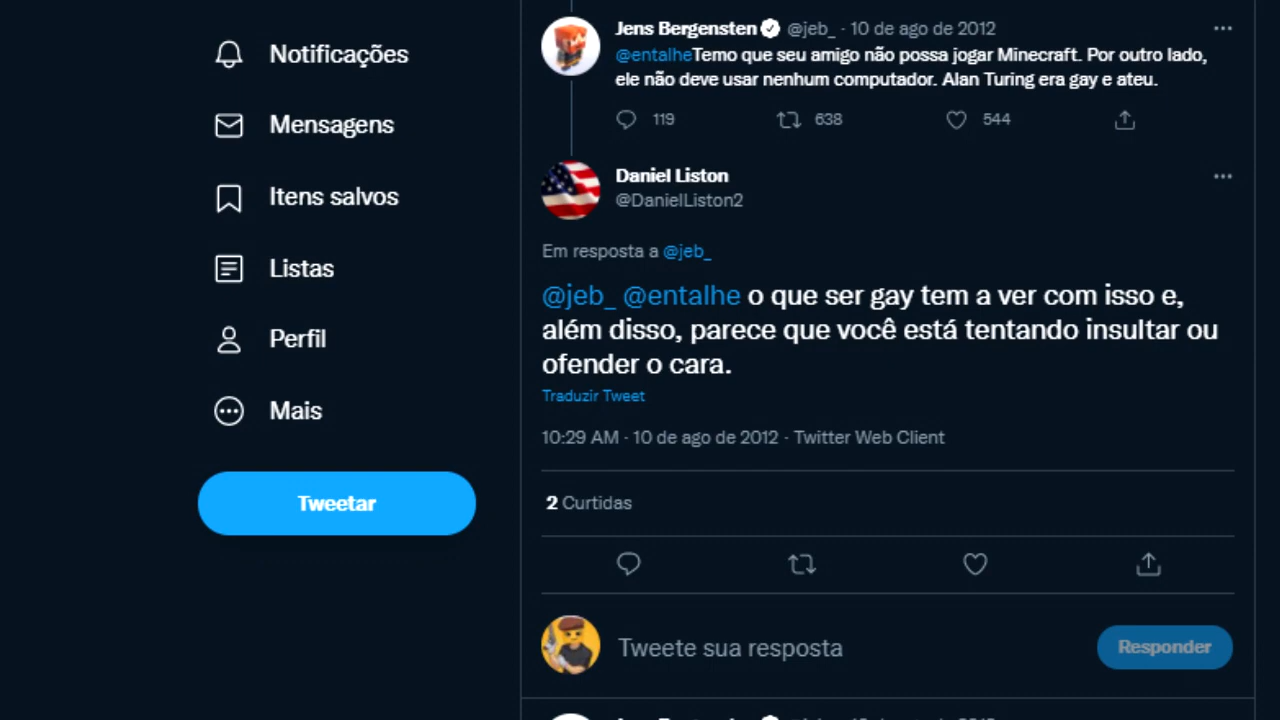 Notificações
Mensagens
Itens salvos
Listas
Perfil
Mais
Tweetar
Jens Bergensten @jeb_ · 10 de ago de 2012
@entalheTemo que seu amigo não possa jogar Minecraft. Por outro lado,
ele não deve usar nenhum computador. Alan Turing era gay e ateu.
119 638 544
Daniel Liston
@DanielListon2
Em resposta a @jeb_
@jeb_ @entalhe o que ser gay tem a ver com isso e,
além disso, parece que você está tentando insultar ou
ofender o cara.
Traduzir Tweet
10:29 AM · 10 de ago de 2012 · Twitter Web Client
2 Curtidas
Tweete sua resposta
Responder